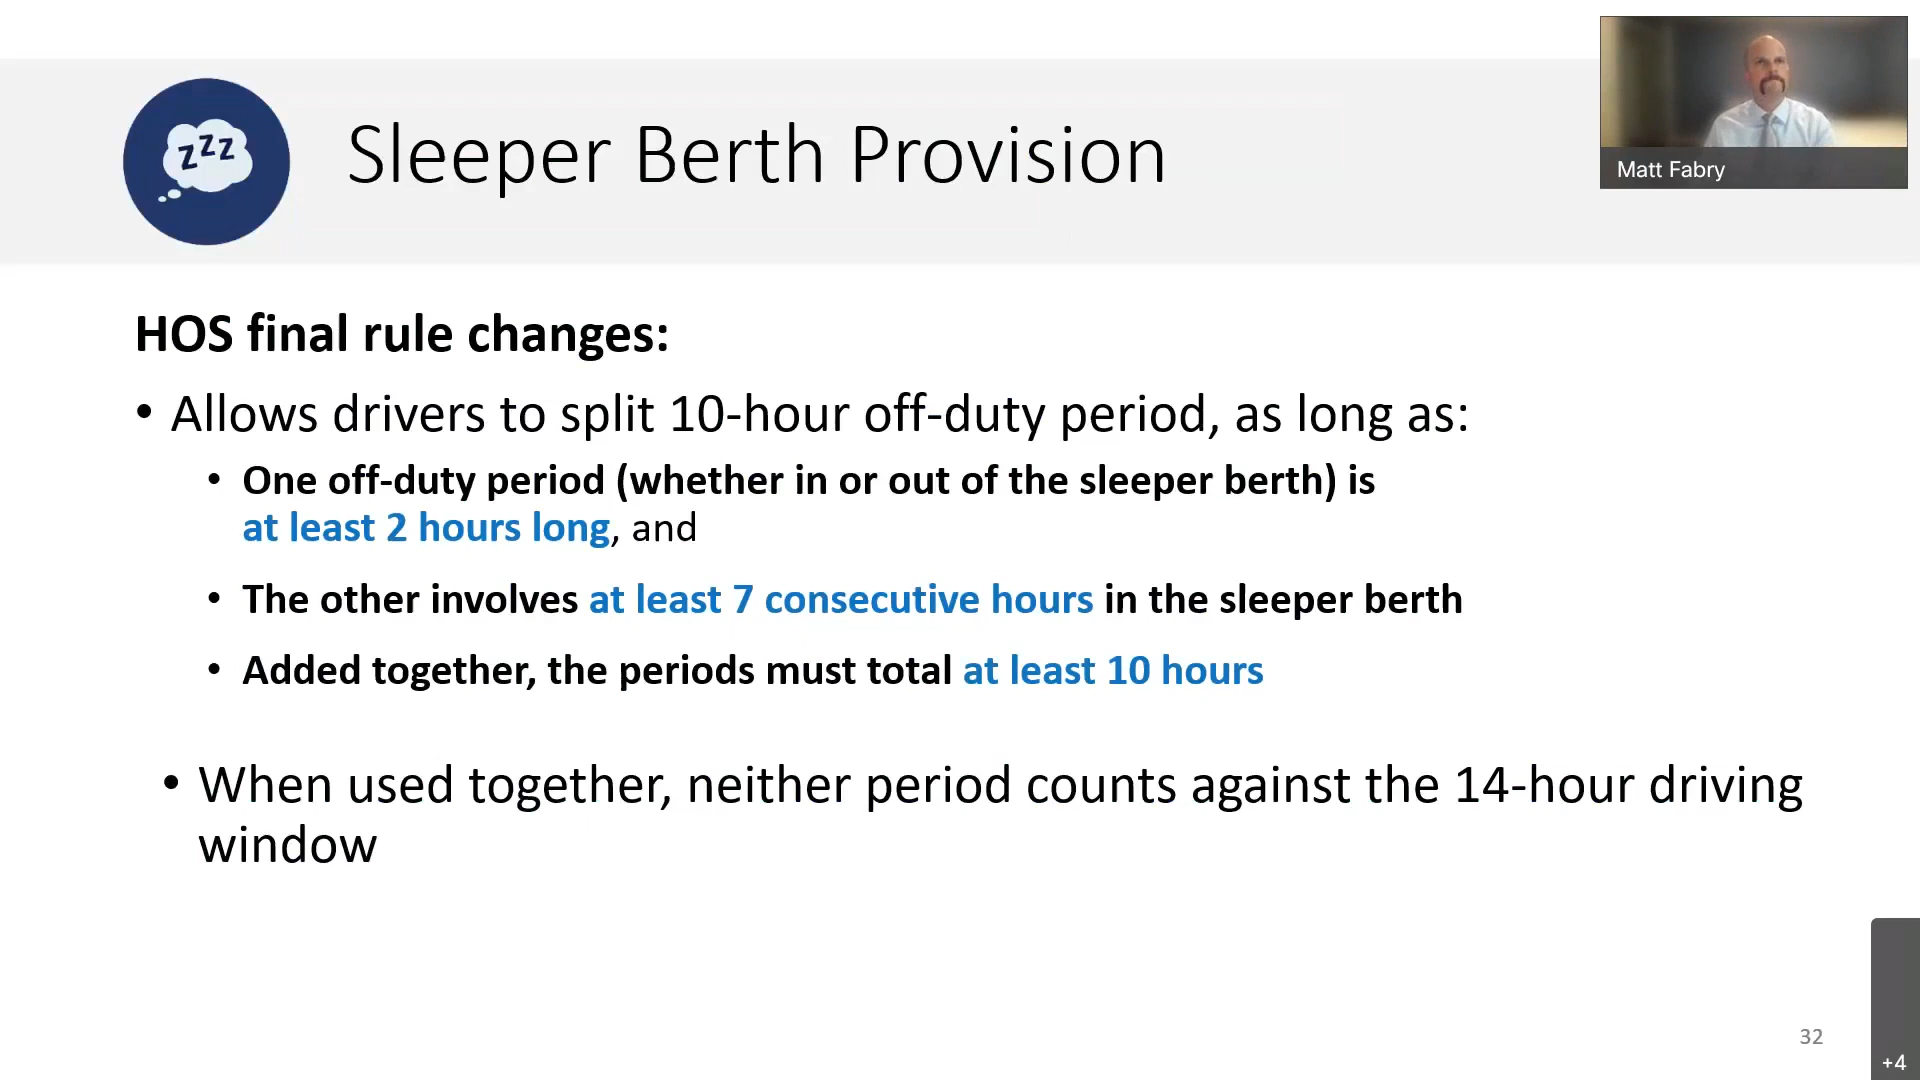 zzz
Sleeper Berth Provision
Matt Fabry
HOS final rule changes:
• Allows drivers to split 10-hour off-duty period, as long as:
• One off-duty period (whether in or out of the sleeper berth) is
at least 2 hours long, and
• The other involves at least 7 consecutive hours in the sleeper berth
• Added together, the periods must total at least 10 hours
• When used together, neither period counts against the 14-hour driving
window
32
+4